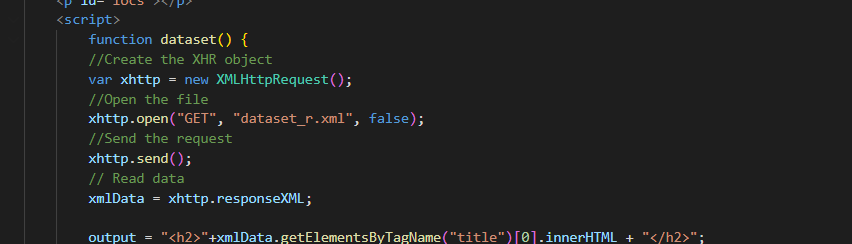 <p id="locs"></p>
<script>
function dataset() {
//Create the XHR object
var xhttp = new XMLHttpRequest();
//Open the file
xhttp.open("GET", "dataset_r.xml", false);
//Send the request
xhttp.send();
// Read data
xmlData = xhttp.responseXML;
output = "<h2>"+xmlData.getElementsByTagName("title")[0].innerHTML + "</h2>";